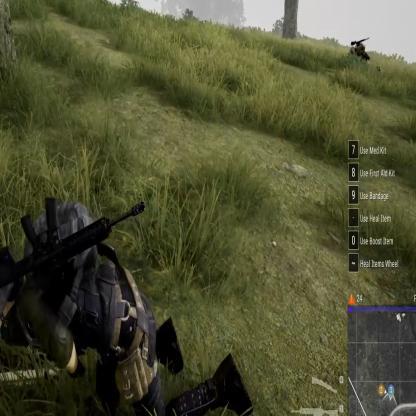 7 Use Med Kit
8 Use First Aid Kit
9 Use Bandage
- Use Heal Item
0 Use Boost Item
~ Heal Items Wheel
24